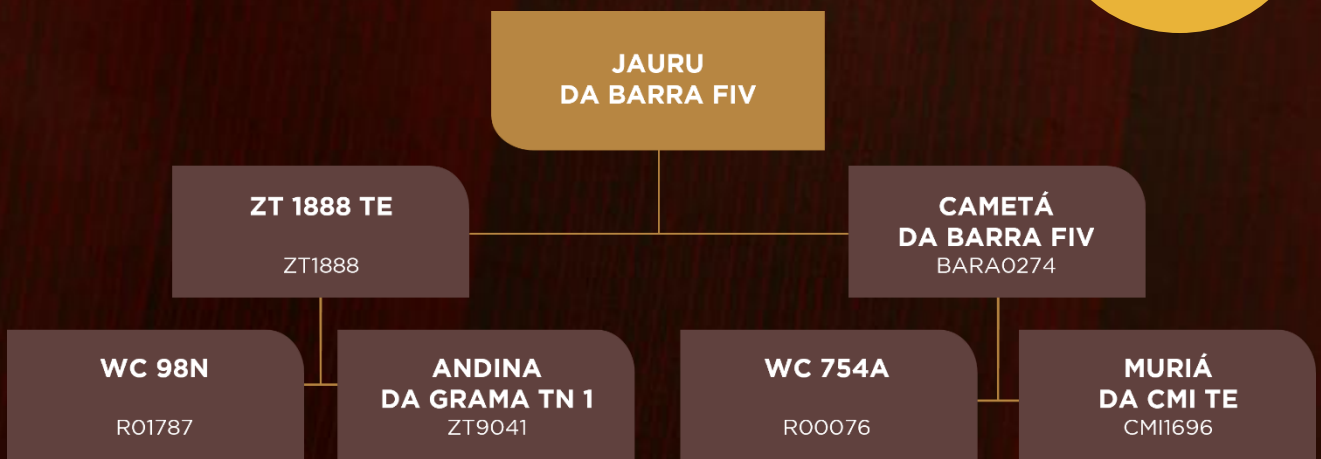 JAURU
DA BARRA FIV
ZT 1888 TE
ZT1888
CAMETÁ
DA BARRA FIV
BARA0274
WC 98N
R01787
ANDINA
DA GRAMA TN 1
ZT9041
WC 754A
R00076
MURIÁ
DA CMI TE
CMI1696